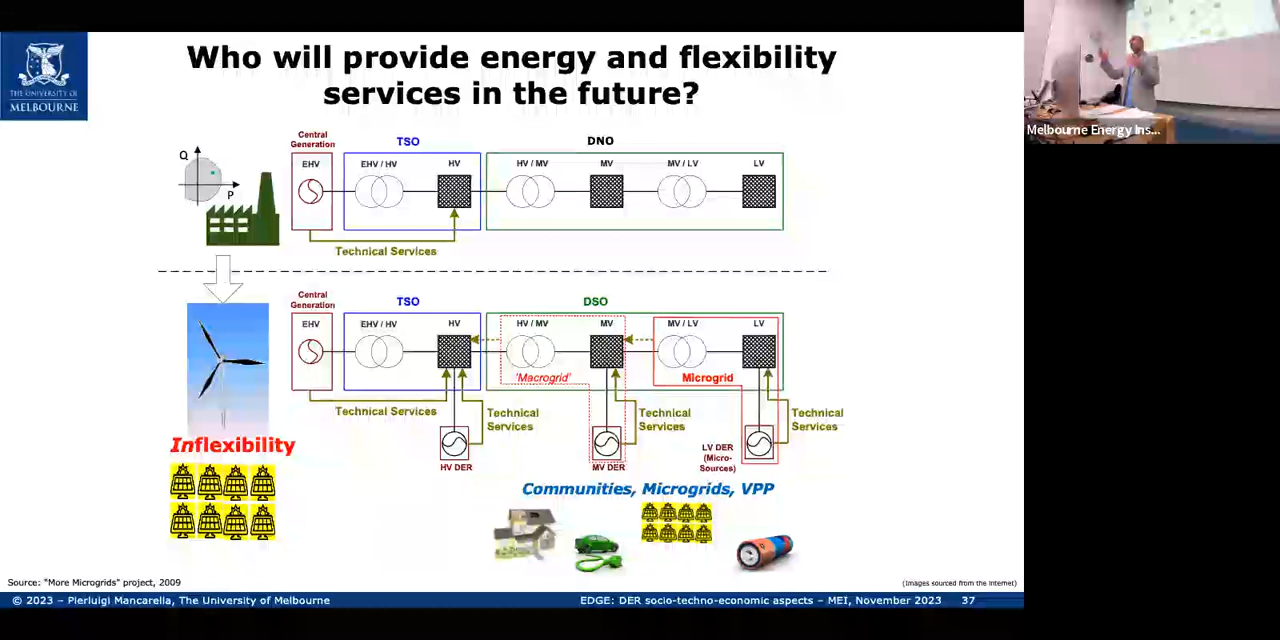 Who will provide energy and flexibility
services in the future?
THE UNIVERSITY OF
MELBOURNE
Melbourne Energy Ins...
Central
Generation
TSO
DNO
EHV
EHV / HV
HV
HV / MV
MV
MV / LV
LV
Q
P
Technical Services
Central
Generation
TSO
DSO
EHV
EHV / HV
HV
HV / MV
MV
MV / LV
LV
'Macrogrid'
Microgrid
Technical Services
Technical
Services
Technical
Services
Technical
Services
Inflexibility
HV DER
MV DER
LV DER
(Micro-
Sources)
Communities, Microgrids, VPP
Source: "More Microgrids" project, 2009
(Images sourced from the Internet)
© 2023 – Pierluigi Mancarella, The University of Melbourne
EDGE: DER socio-techno-economic aspects – MEI, November 2023
37